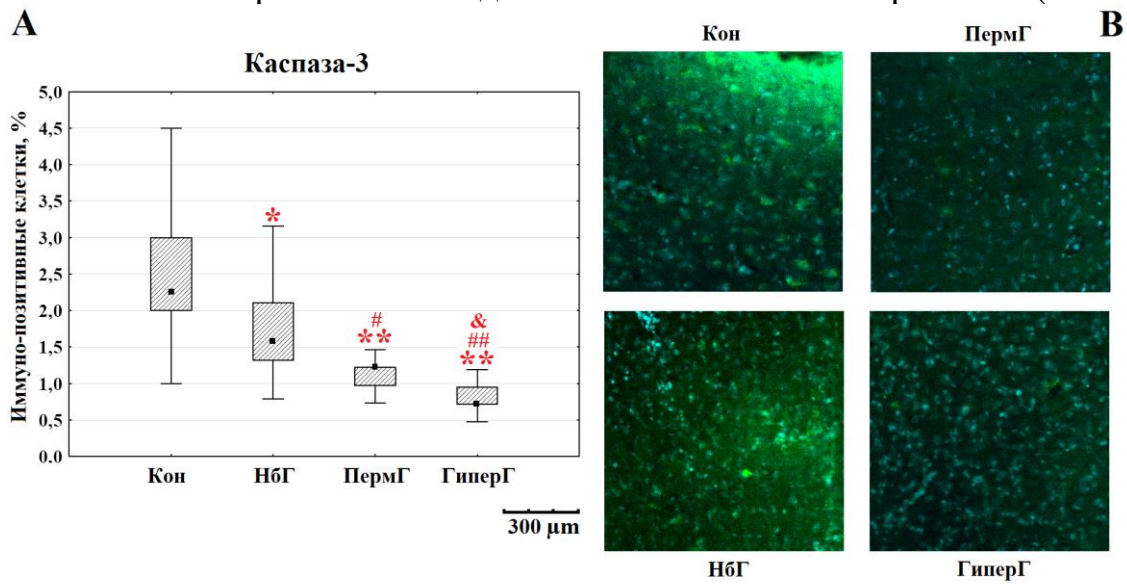 A
Каспаза-3
Иммуно-позитивные клетки, %
5,0
4,5
4,0
3,5
3,0
2,5
2,0
1,5
1,0
0,5
0,0
*
#
**
&
##
**
Кон НбГ ПермГ ГиперГ
300 µm
B
Кон ПермГ
НбГ ГиперГ